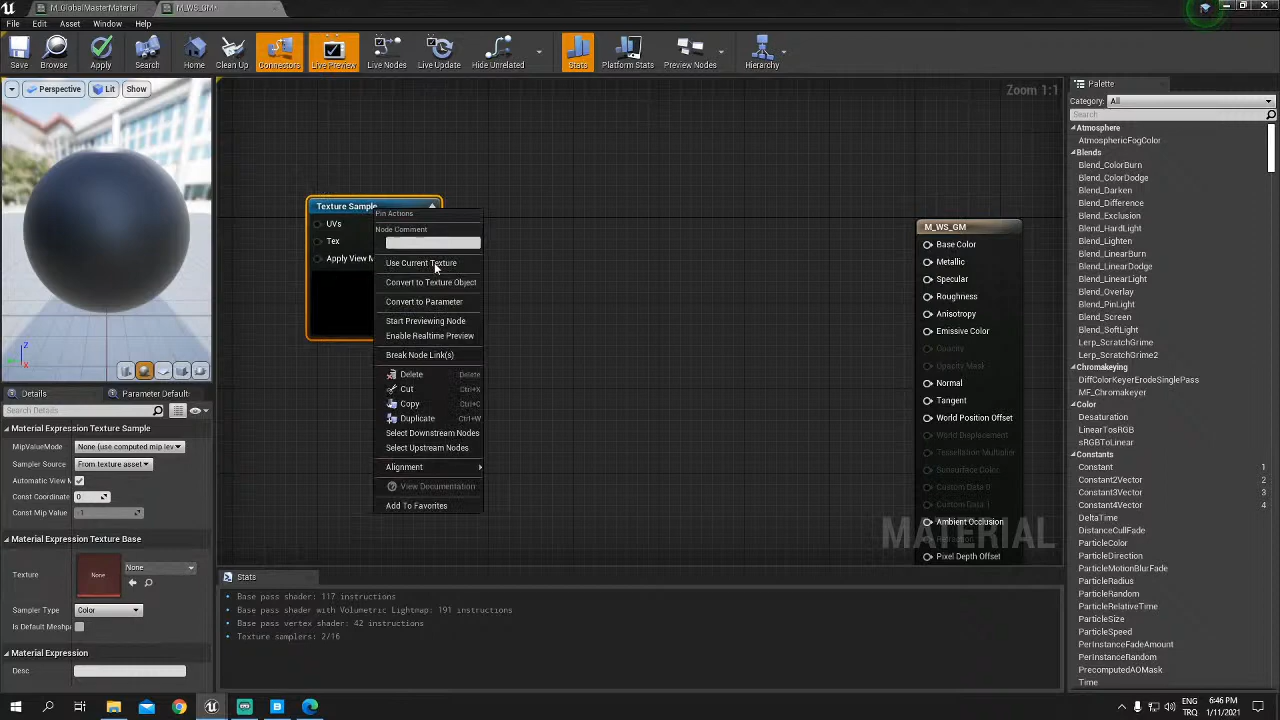 M_GlobalMasterMaterial
M_WS_GM*
File
Edit
Asset
Window
Help
Save
Browse
Apply
Search
Home
Clean Up
Connectors
Live Preview
Live Nodes
Live Update
Hide Unrelated
Stats
Platform Stats
Preview Nodes
Hierarchy
Perspective
Lit
Show
Zoom 1:1
Palette
Category:
All
Search
Atmosphere
AtmosphericFogColor
Blends
Blend_ColorBurn
Blend_ColorDodge
Blend_Darken
Blend_Difference
Blend_Exclusion
Blend_HardLight
Blend_Lighten
Blend_LinearBurn
Blend_LinearDodge
Blend_LinearLight
Blend_Overlay
Blend_PinLight
Blend_Screen
Blend_SoftLight
Lerp_ScratchGrime
Lerp_ScratchGrime2
Chromakeying
DiffColorKeyerErodeSinglePass
MF_Chromakeyer
Color
Desaturation
LinearTosRGB
sRGBtoLinear
Constants
Constant 1
Constant2Vector 2
Constant3Vector 3
Constant4Vector 4
DeltaTime
DistanceCullFade
ParticleColor
ParticleDirection
ParticleMotionBlurFade
ParticleRadius
ParticleRandom
ParticleRelativeTime
ParticleSize
ParticleSpeed
PerInstanceFadeAmount
PerInstanceRandom
PrecomputedAOMask
Time
Texture Sample
UVs
Tex
Apply View M
Pin Actions
Node Comment
Use Current Texture
Convert to Texture Object
Convert to Parameter
Start Previewing Node
Enable Realtime Preview
Break Node Link(s)
Delete Delete
Cut Ctrl+X
Copy Ctrl+C
Duplicate Ctrl+W
Select Downstream Nodes
Select Upstream Nodes
Alignment
View Documentation
Add To Favorites
M_WS_GM
Base Color
Metallic
Specular
Roughness
Anisotropy
Emissive Color
Opacity
Opacity Mask
Normal
Tangent
World Position Offset
World Displacement
Tessellation Multiplier
Subsurface Color
Custom Data 0
Custom Data 1
Ambient Occlusion
Refraction
Pixel Depth Offset
MATERIAL
Z
X
Details
Parameter Default
Search Details
Material Expression Texture Sample
MipValueMode
None (use computed mip lev
Sampler Source
From texture asset
Automatic View M
Const Coordinate
0
Const Mip Value
-1
Material Expression Texture Base
Texture
None
None
Sampler Type
Color
Is Default Meshpa
Material Expression
Desc
Stats
Base pass shader: 117 instructions
Base pass shader with Volumetric Lightmap: 191 instructions
Base pass vertex shader: 42 instructions
Texture samplers: 2/16
ENG
TRQ
6:46 PM
1/11/2021